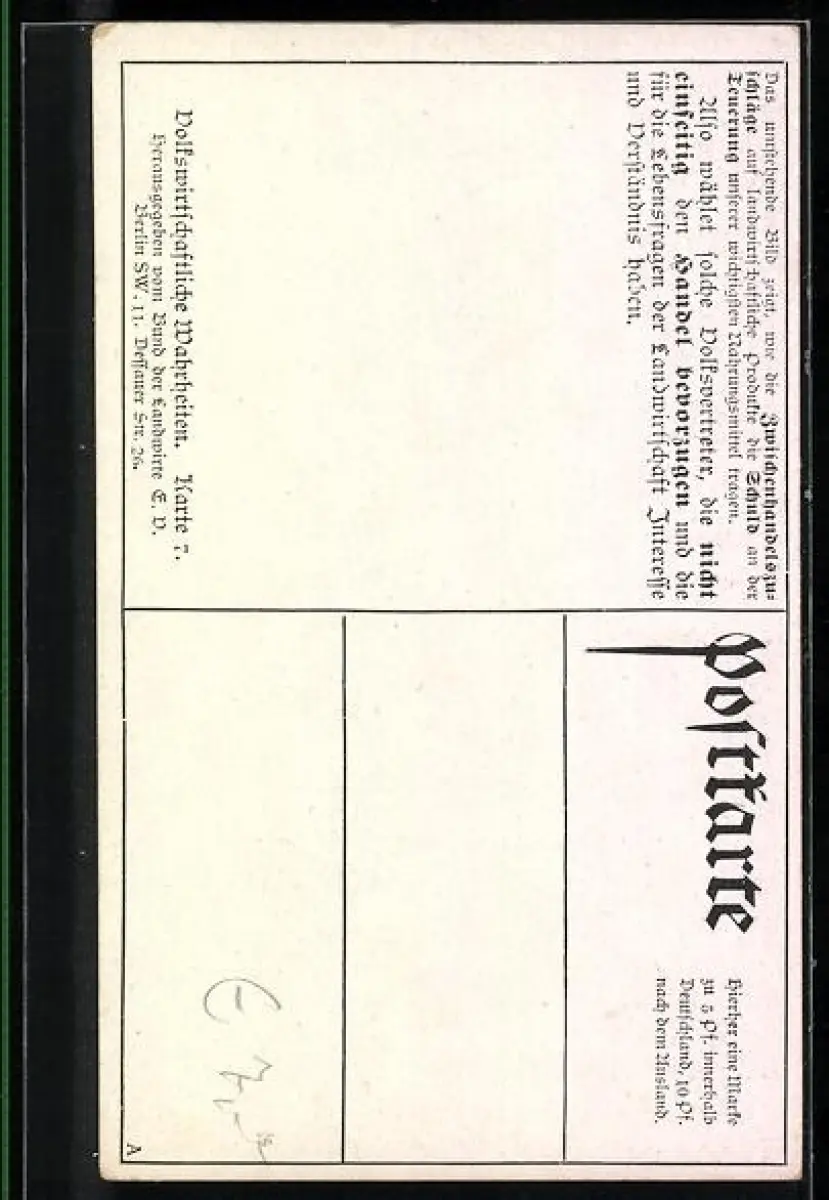 Das umstehende Bild zeigt, wie die Zwischenhandelszu-
schläge auf landwirtschaftliche Produkte die Schuld an der
Teuerung unserer wichtigsten Nahrungsmittel tragen.
Also wählet solche Volksvertreter, die nicht
einseitig den Handel bevorzugen und die
für die Lebensfragen der Landwirtschaft Interesse
und Verständnis haben.
Volkswirtschaftliche Wahrheiten. Karte 7.
Herausgegeben vom Bund der Landwirte E. V.
Berlin SW. 11. Dessauer Str. 26.
Postkarte
Hierher eine Marke
zu 5 Pf. innerhalb
Deutschland, 10 Pf.
nach dem Ausland.
A